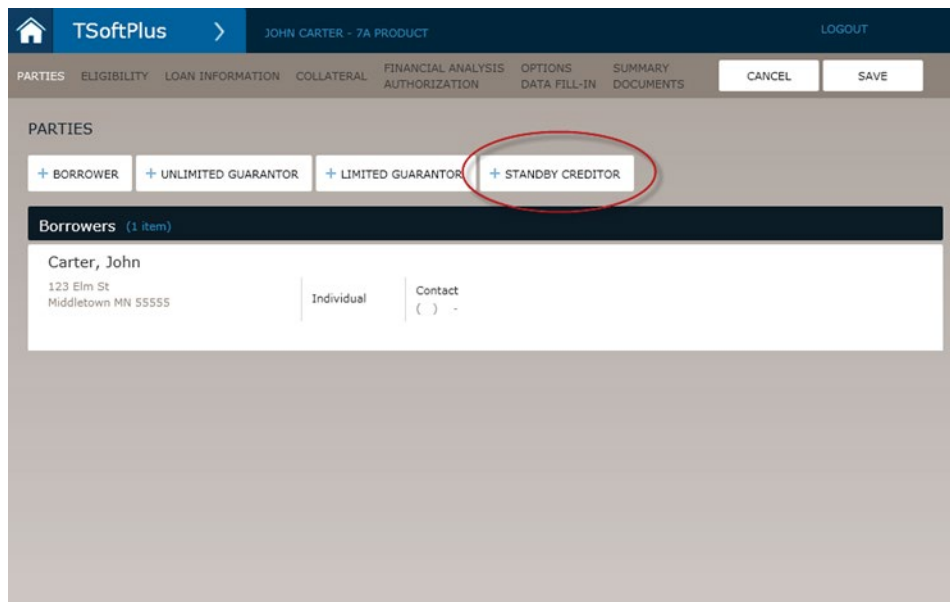 TSoftPlus
JOHN CARTER - 7A PRODUCT
LOGOUT
PARTIES ELIGIBILITY LOAN INFORMATION COLLATERAL
FINANCIAL ANALYSIS
AUTHORIZATION
OPTIONS
DATA FILL-IN
SUMMARY
DOCUMENTS
CANCEL
SAVE
PARTIES
+ BORROWER
+ UNLIMITED GUARANTOR
+ LIMITED GUARANTOR
+ STANDBY CREDITOR
Borrowers (1 item)
Carter, John
123 Elm St
Middletown MN 55555
Individual
Contact
( ) -